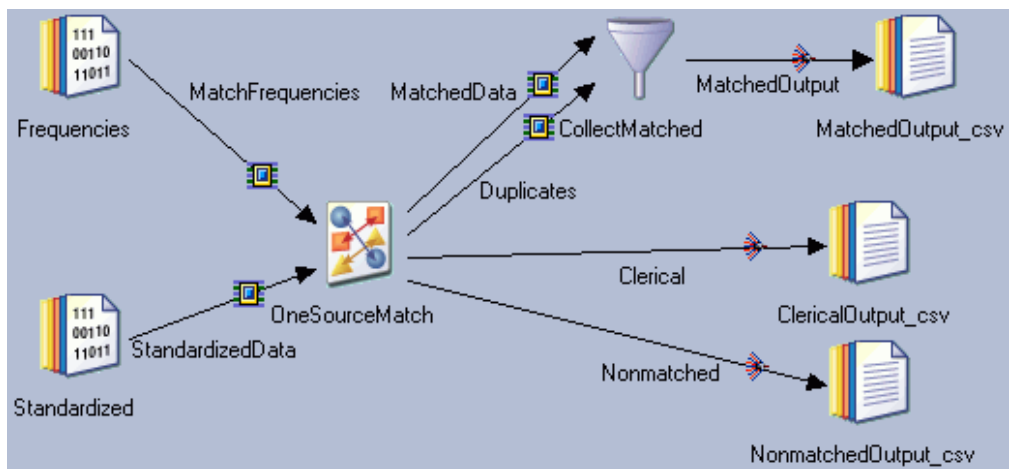 111
00110
11011
Frequencies
MatchFrequencies
MatchedData
CollectMatched
MatchedOutput
MatchedOutput_csv
Duplicates
OneSourceMatch
Clerical
ClericalOutput_csv
111
00110
11011
StandardizedData
Standardized
Nonmatched
NonmatchedOutput_csv